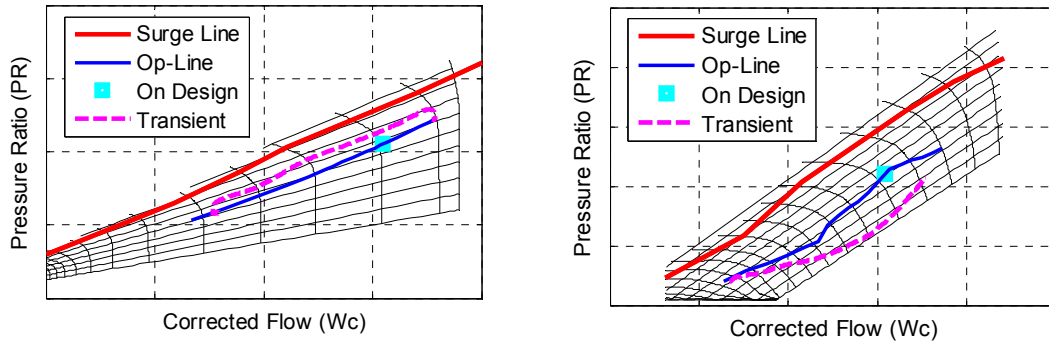 Surge Line
Op-Line
On Design
Transient
Pressure Ratio (PR)
Corrected Flow (Wc)
Surge Line
Op-Line
On Design
Transient
Pressure Ratio (PR)
Corrected Flow (Wc)